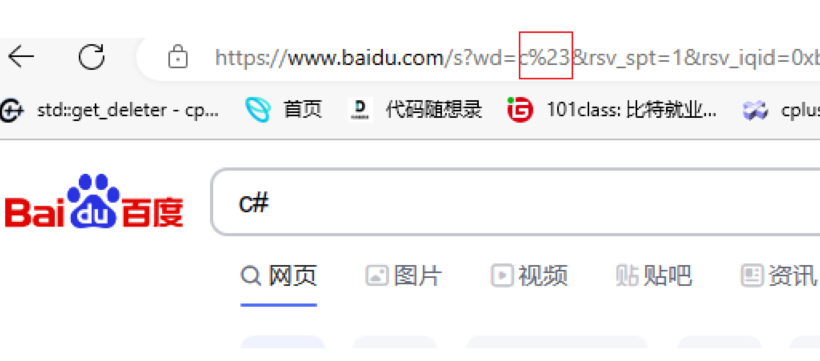 https://www.baidu.com/s?wd=c%23&rsv_spt=1&rsv_iqid=0xb
std::get_deleter - cp... 首页 代码随想录 101class: 比特就业... cplus
Bai du 百度 c#
网页 图片 视频 贴 贴吧 资讯